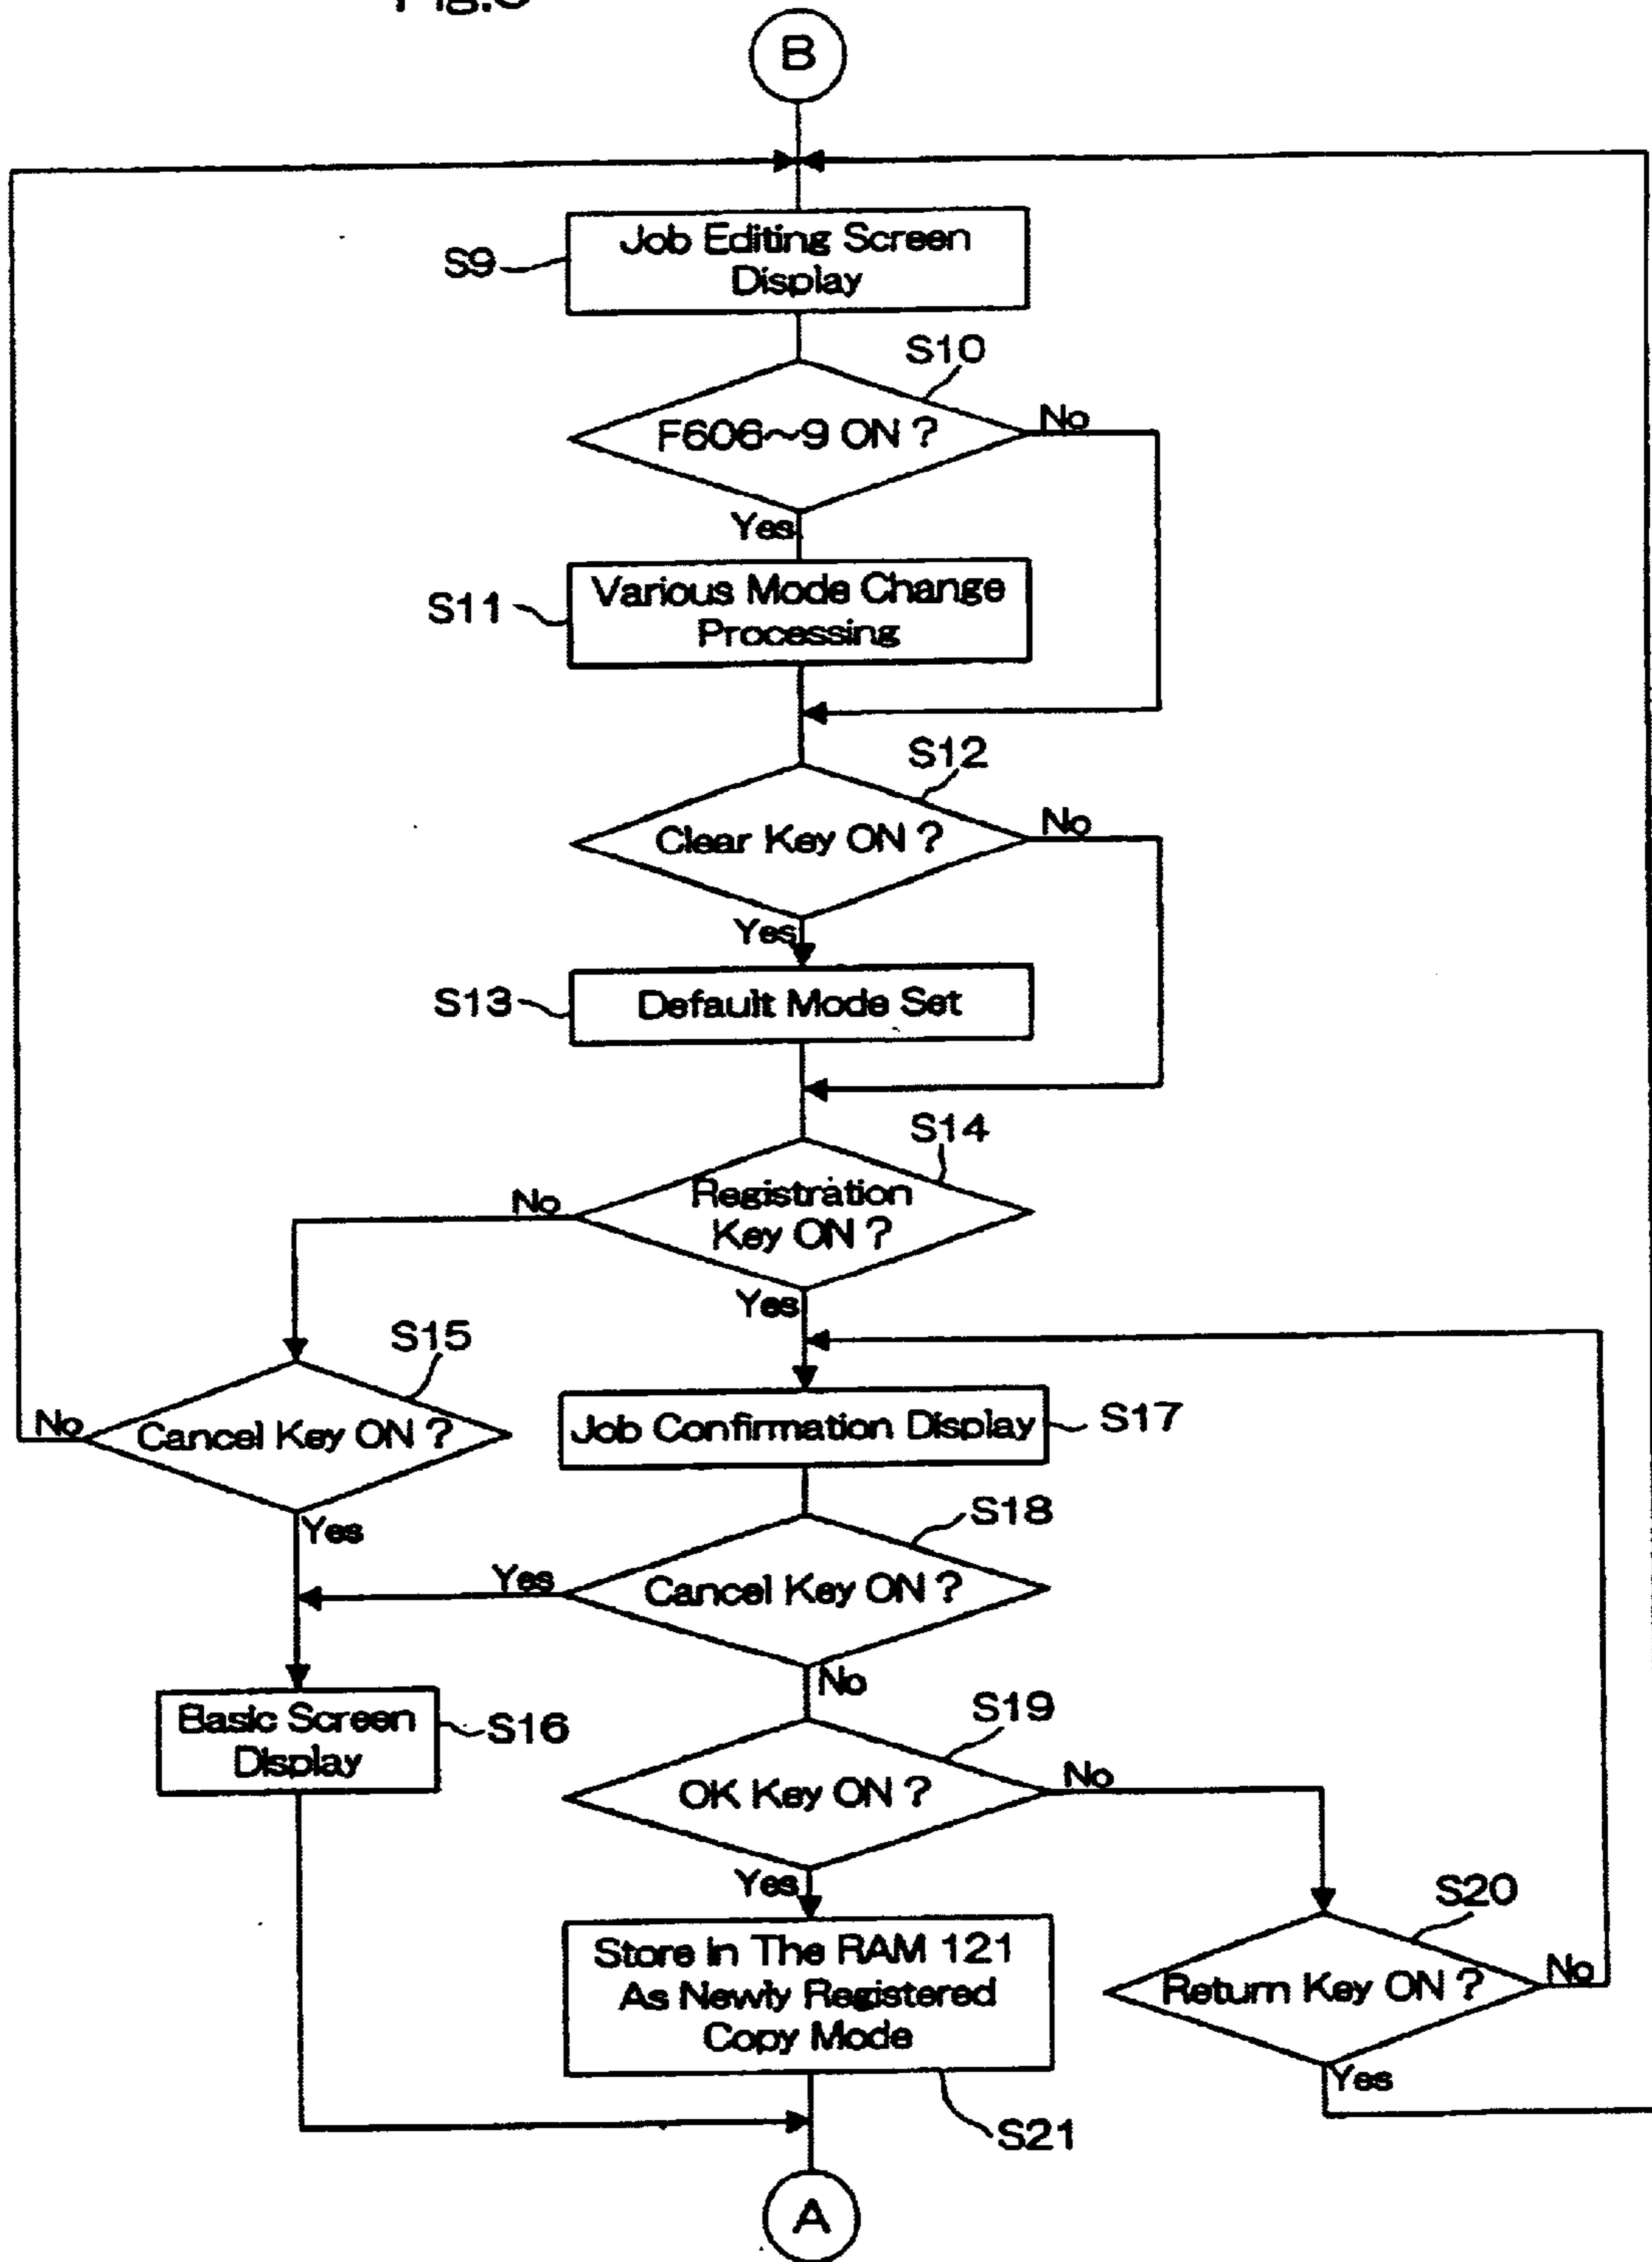 B
Job Editing Screen
Display
S9
S10
F606~9 ON ?
No
Yes
Various Mode Change
Processing
S11
S12
Clear Key ON ?
No
Yes
Default Mode Set
S13
S14
Registration
Key ON ?
No
Yes
S15
Cancel Key ON ?
No
Yes
Job Confirmation Display
S17
S18
Cancel Key ON ?
Yes
No
Basic Screen
Display
S16
S19
OK Key ON ?
No
Yes
S20
Return Key ON ?
No
Yes
Store in The RAM 121
As Newly Registered
Copy Mode
S21
A